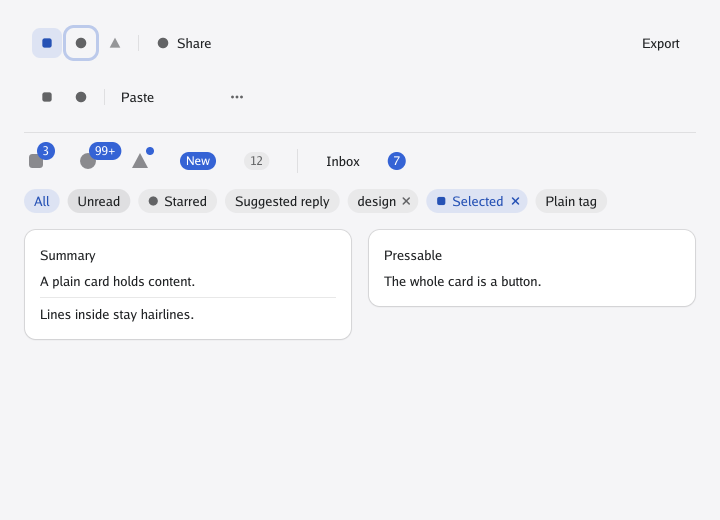 Share Export
Paste
3 99+ New 12 Inbox 7
All Unread Starred Suggested reply design Selected Plain tag
Summary
A plain card holds content.
Lines inside stay hairlines.
Pressable
The whole card is a button.